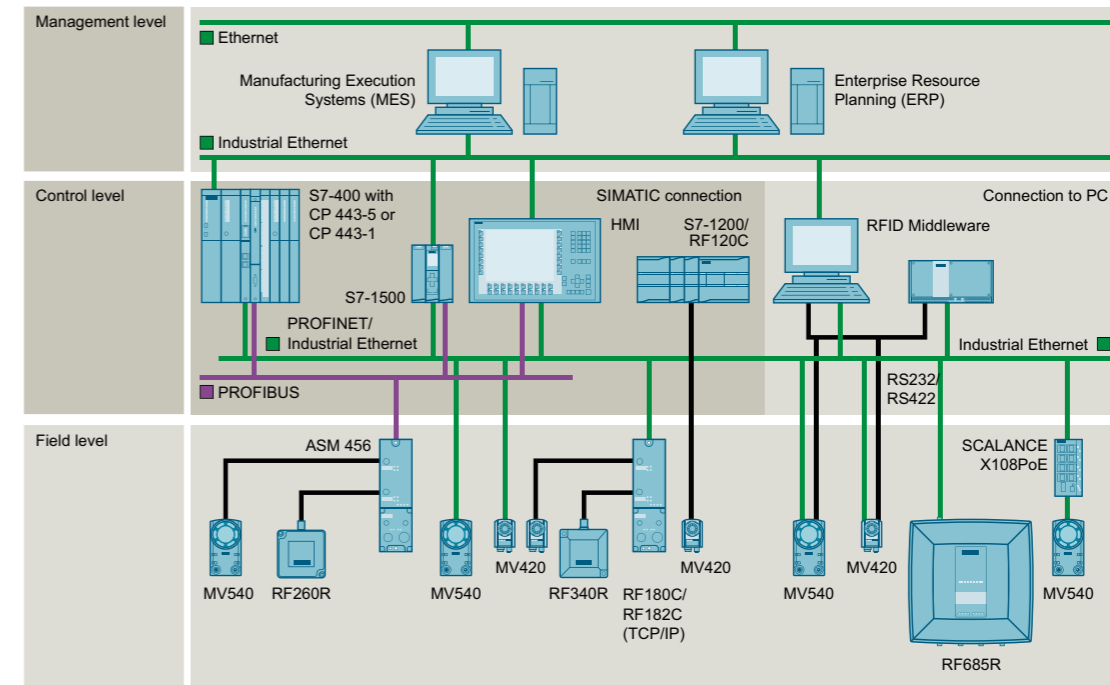 Management level
Ethernet
Manufacturing Execution
Systems (MES)
Enterprise Resource
Planning (ERP)
Industrial Ethernet
Control level
S7-400 with
CP 443-5 or
CP 443-1
SIMATIC connection
Connection to PC
HMI
S7-1200/
RF120C
RFID Middleware
S7-1500
PROFINET/
Industrial Ethernet
Industrial Ethernet
PROFIBUS
RS232/
RS422
Field level
ASM 456
SCALANCE
X108PoE
MV540
RF260R
MV540
MV420
RF340R
RF180C/
RF182C
(TCP/IP)
MV420
MV540
MV420
MV540
RF685R